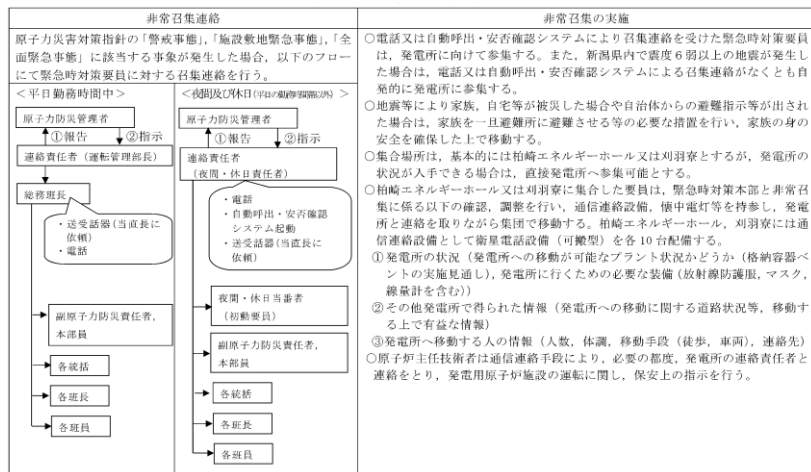 非常召集連絡
原子力災害対策指針の「警戒事態」，「施設敷地緊急事態」，「全
面緊急事態」に該当する事象が発生した場合，以下のフロー
にて緊急時対策要員に対する召集連絡を行う。
＜平日勤務時間中＞
原子力防災管理者
①報告
②指示
連絡責任者（運転管理部長）
総務班長
・送受話器（当直長に
依頼）
・電話
副原子力防災責任者，
本部員
各統括
各班長
各班員
＜夜間及び休日（平日の勤務時間帯以外）＞
原子力防災管理者
①報告
②指示
連絡責任者
（夜間・休日責任者）
・電話
・自動呼出・安否確認
システム起動
・送受話器（当直長に
依頼）
夜間・休日当番者
（初動要員）
副原子力防災責任者，
本部員
各統括
各班長
各班員
非常召集の実施
○電話又は自動呼出・安否確認システムにより召集連絡を受けた緊急時対策要員
は，発電所に向けて参集する。また，新潟県内で震度６弱以上の地震が発生し
た場合は，電話又は自動呼出・安否確認システムによる召集連絡がなくとも自
発的に発電所に参集する。
○地震等により家族，自宅等が被災した場合や自治体からの避難指示等が出され
た場合は，家族を一旦避難所に避難させる等の必要な措置を行い，家族の身の
安全を確保した上で移動する。
○集合場所は，基本的には柏崎エネルギーホール又は刈羽寮とするが，発電所の
状況が入手できる場合は，直接発電所へ参集可能とする。
○柏崎エネルギーホール又は刈羽寮に集合した要員は，緊急時対策本部と非常召
集に係る以下の確認，調整を行い，通信連絡設備，懐中電灯等を持参し，発電
所と連絡を取りながら集団で移動する。柏崎エネルギーホール，刈羽寮には通
信連絡設備として衛星電話設備（可搬型）を各 10 台配備する。
①発電所の状況（発電所への移動が可能なプラント状況かどうか（格納容器ベ
ントの実施見通し），発電所に行くための必要な装備（放射線防護服，マスク，
線量計を含む））
②その他発電所で得られた情報（発電所への移動に関する道路状況等，移動す
る上で有益な情報）
③発電所へ移動する人の情報（人数，体調，移動手段（徒歩，車両），連絡先）
○原子炉主任技術者は通信連絡手段により，必要の都度，発電所の連絡責任者と
連絡をとり，発電用原子炉施設の運転に関し，保安上の指示を行う。